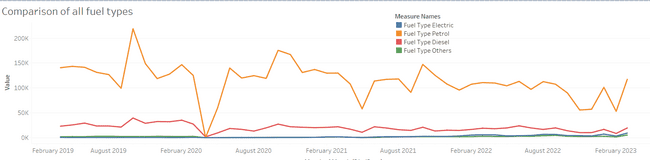 Comparison of all fuel types
Measure Names
Fuel Type Electric
Fuel Type Petrol
Fuel Type Diesel
Fuel Type Others
200K
150K
100K
50K
0K
Value
February 2019
August 2019
February 2020
August 2020
February 2021
August 2021
February 2022
August 2022
February 2023